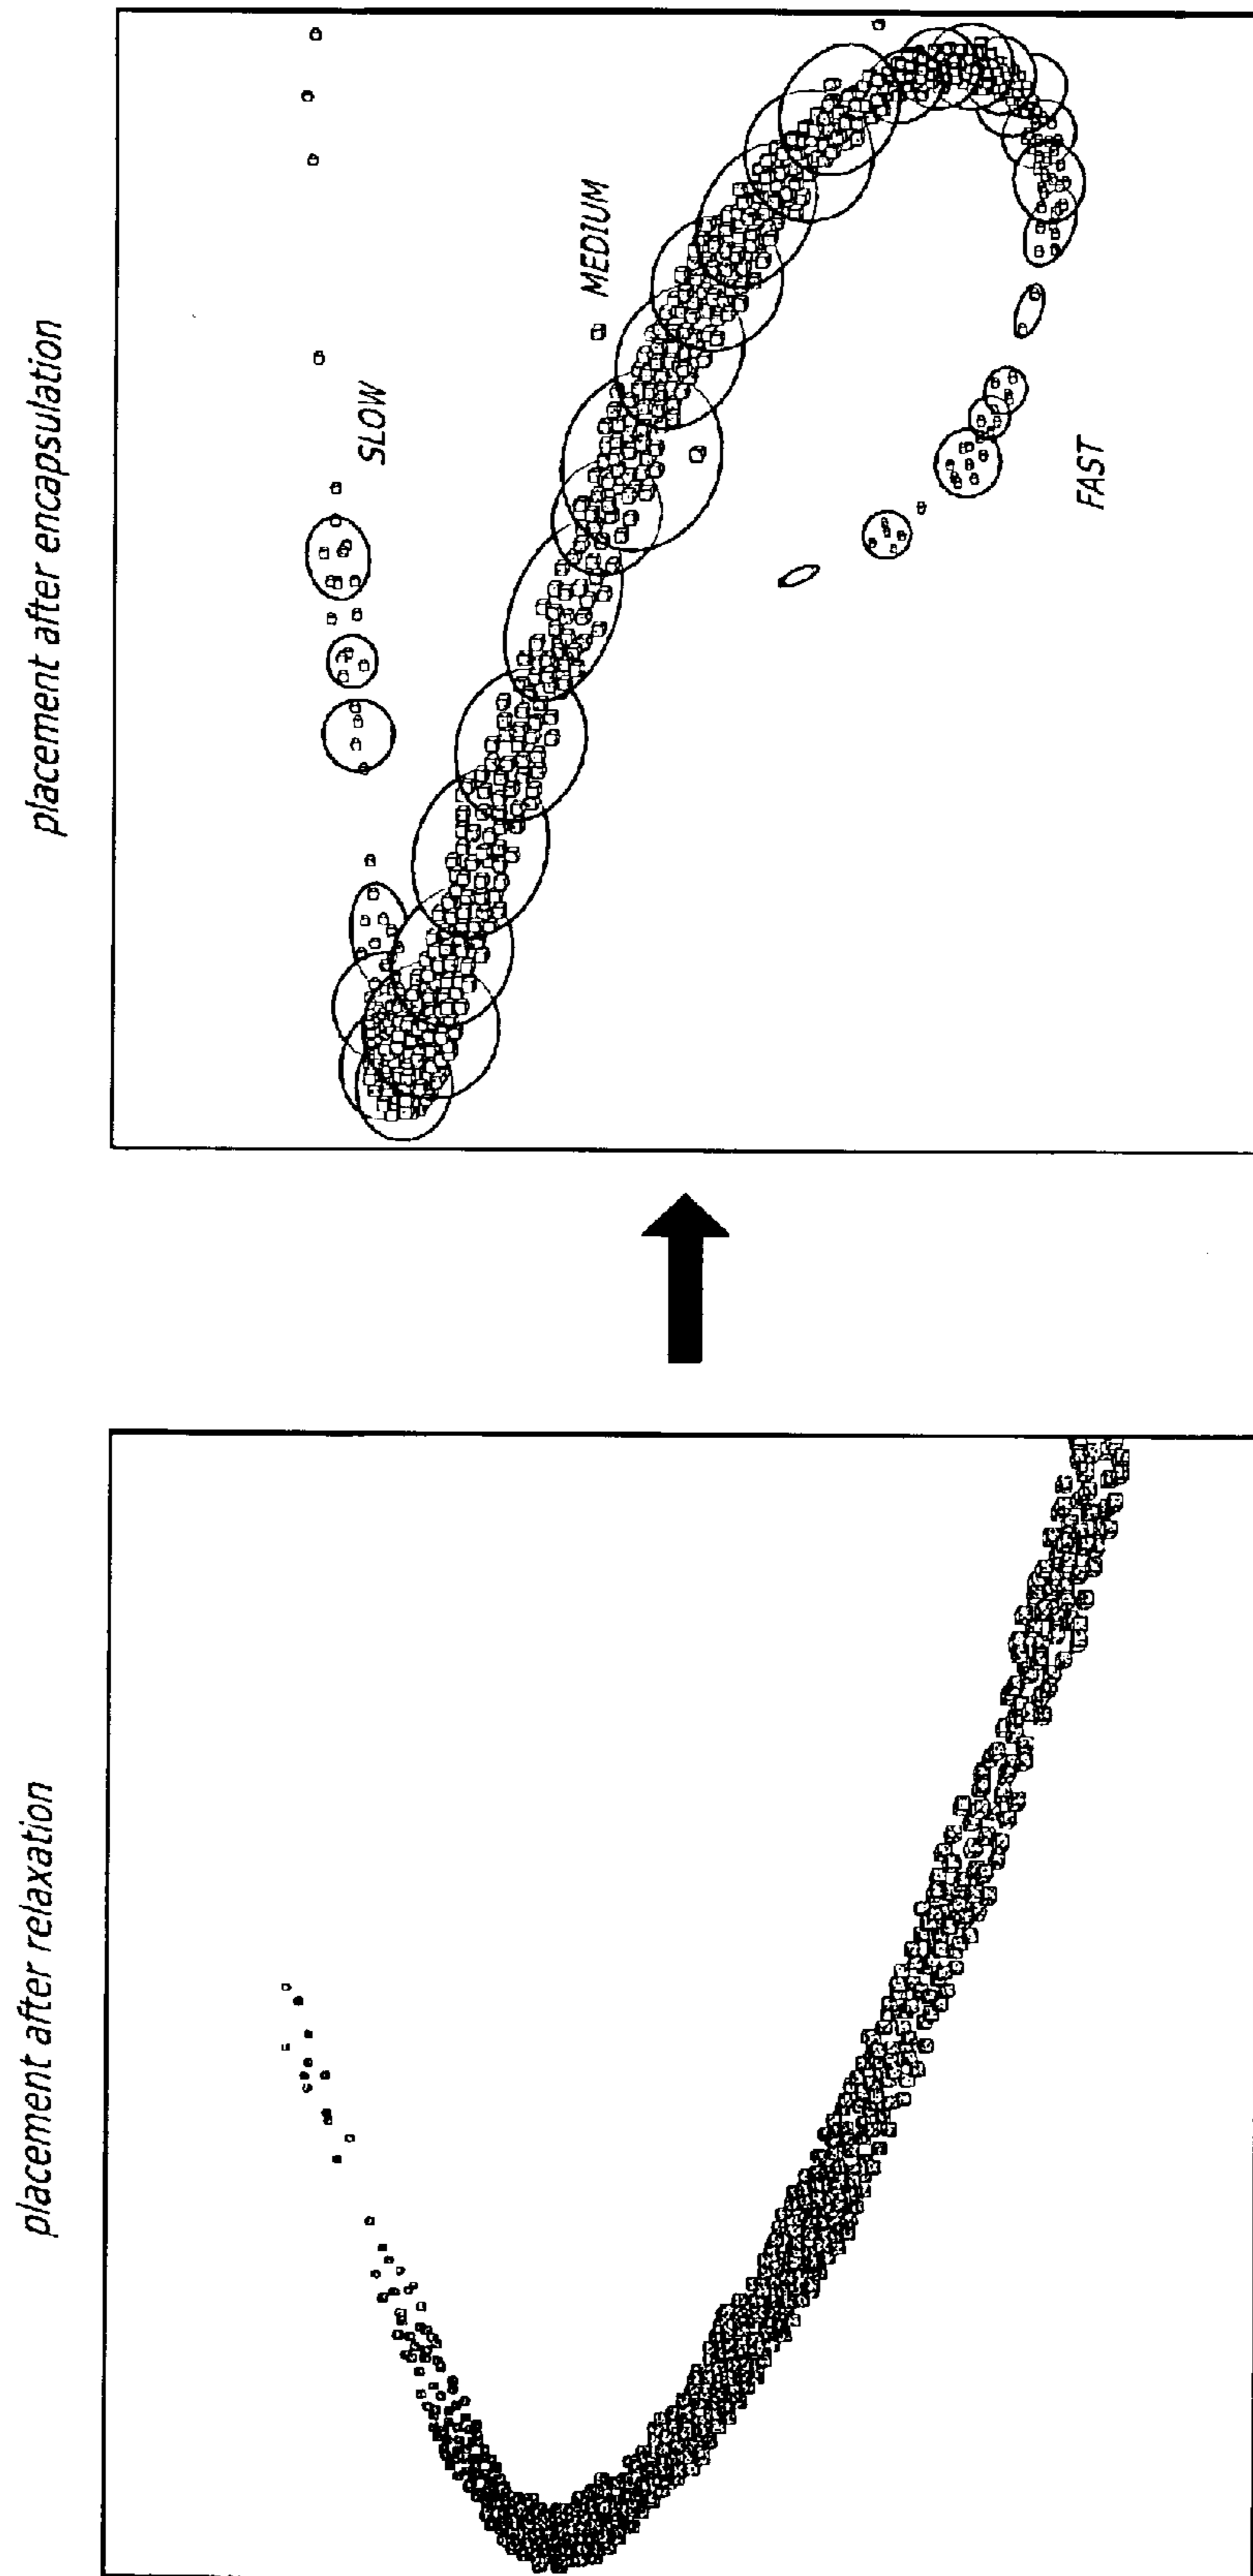 placement after relaxation
placement after encapsulation
SLOW
MEDIUM
FAST